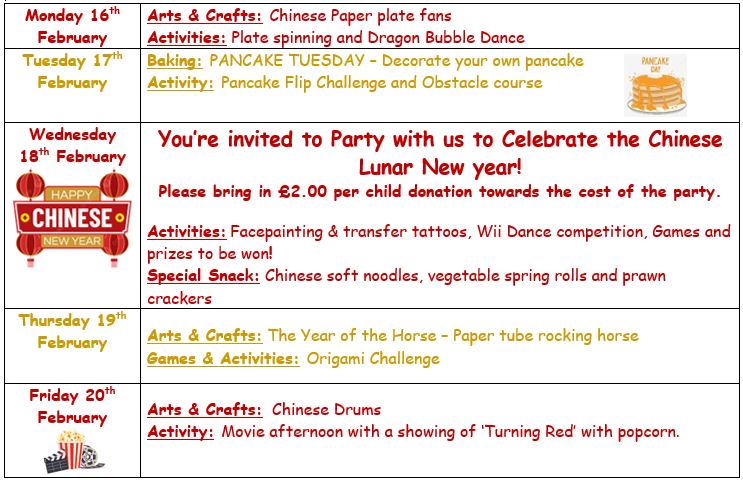 Monday 16th
February
Arts & Crafts: Chinese Paper plate fans
Activities: Plate spinning and Dragon Bubble Dance
Tuesday 17th
February
Baking: PANCAKE TUESDAY – Decorate your own pancake
Activity: Pancake Flip Challenge and Obstacle course
PANCAKE
DAY
Wednesday
18th February
HAPPY
CHINESE
NEW YEAR
You're invited to Party with us to Celebrate the Chinese
Lunar New year!
Please bring in £2.00 per child donation towards the cost of the party.
Activities: Facepainting & transfer tattoos, Wii Dance competition, Games and
prizes to be won!
Special Snack: Chinese soft noodles, vegetable spring rolls and prawn
crackers
Thursday 19th
February
Arts & Crafts: The Year of the Horse – Paper tube rocking horse
Games & Activities: Origami Challenge
Friday 20th
February
Arts & Crafts: Chinese Drums
Activity: Movie afternoon with a showing of 'Turning Red' with popcorn.